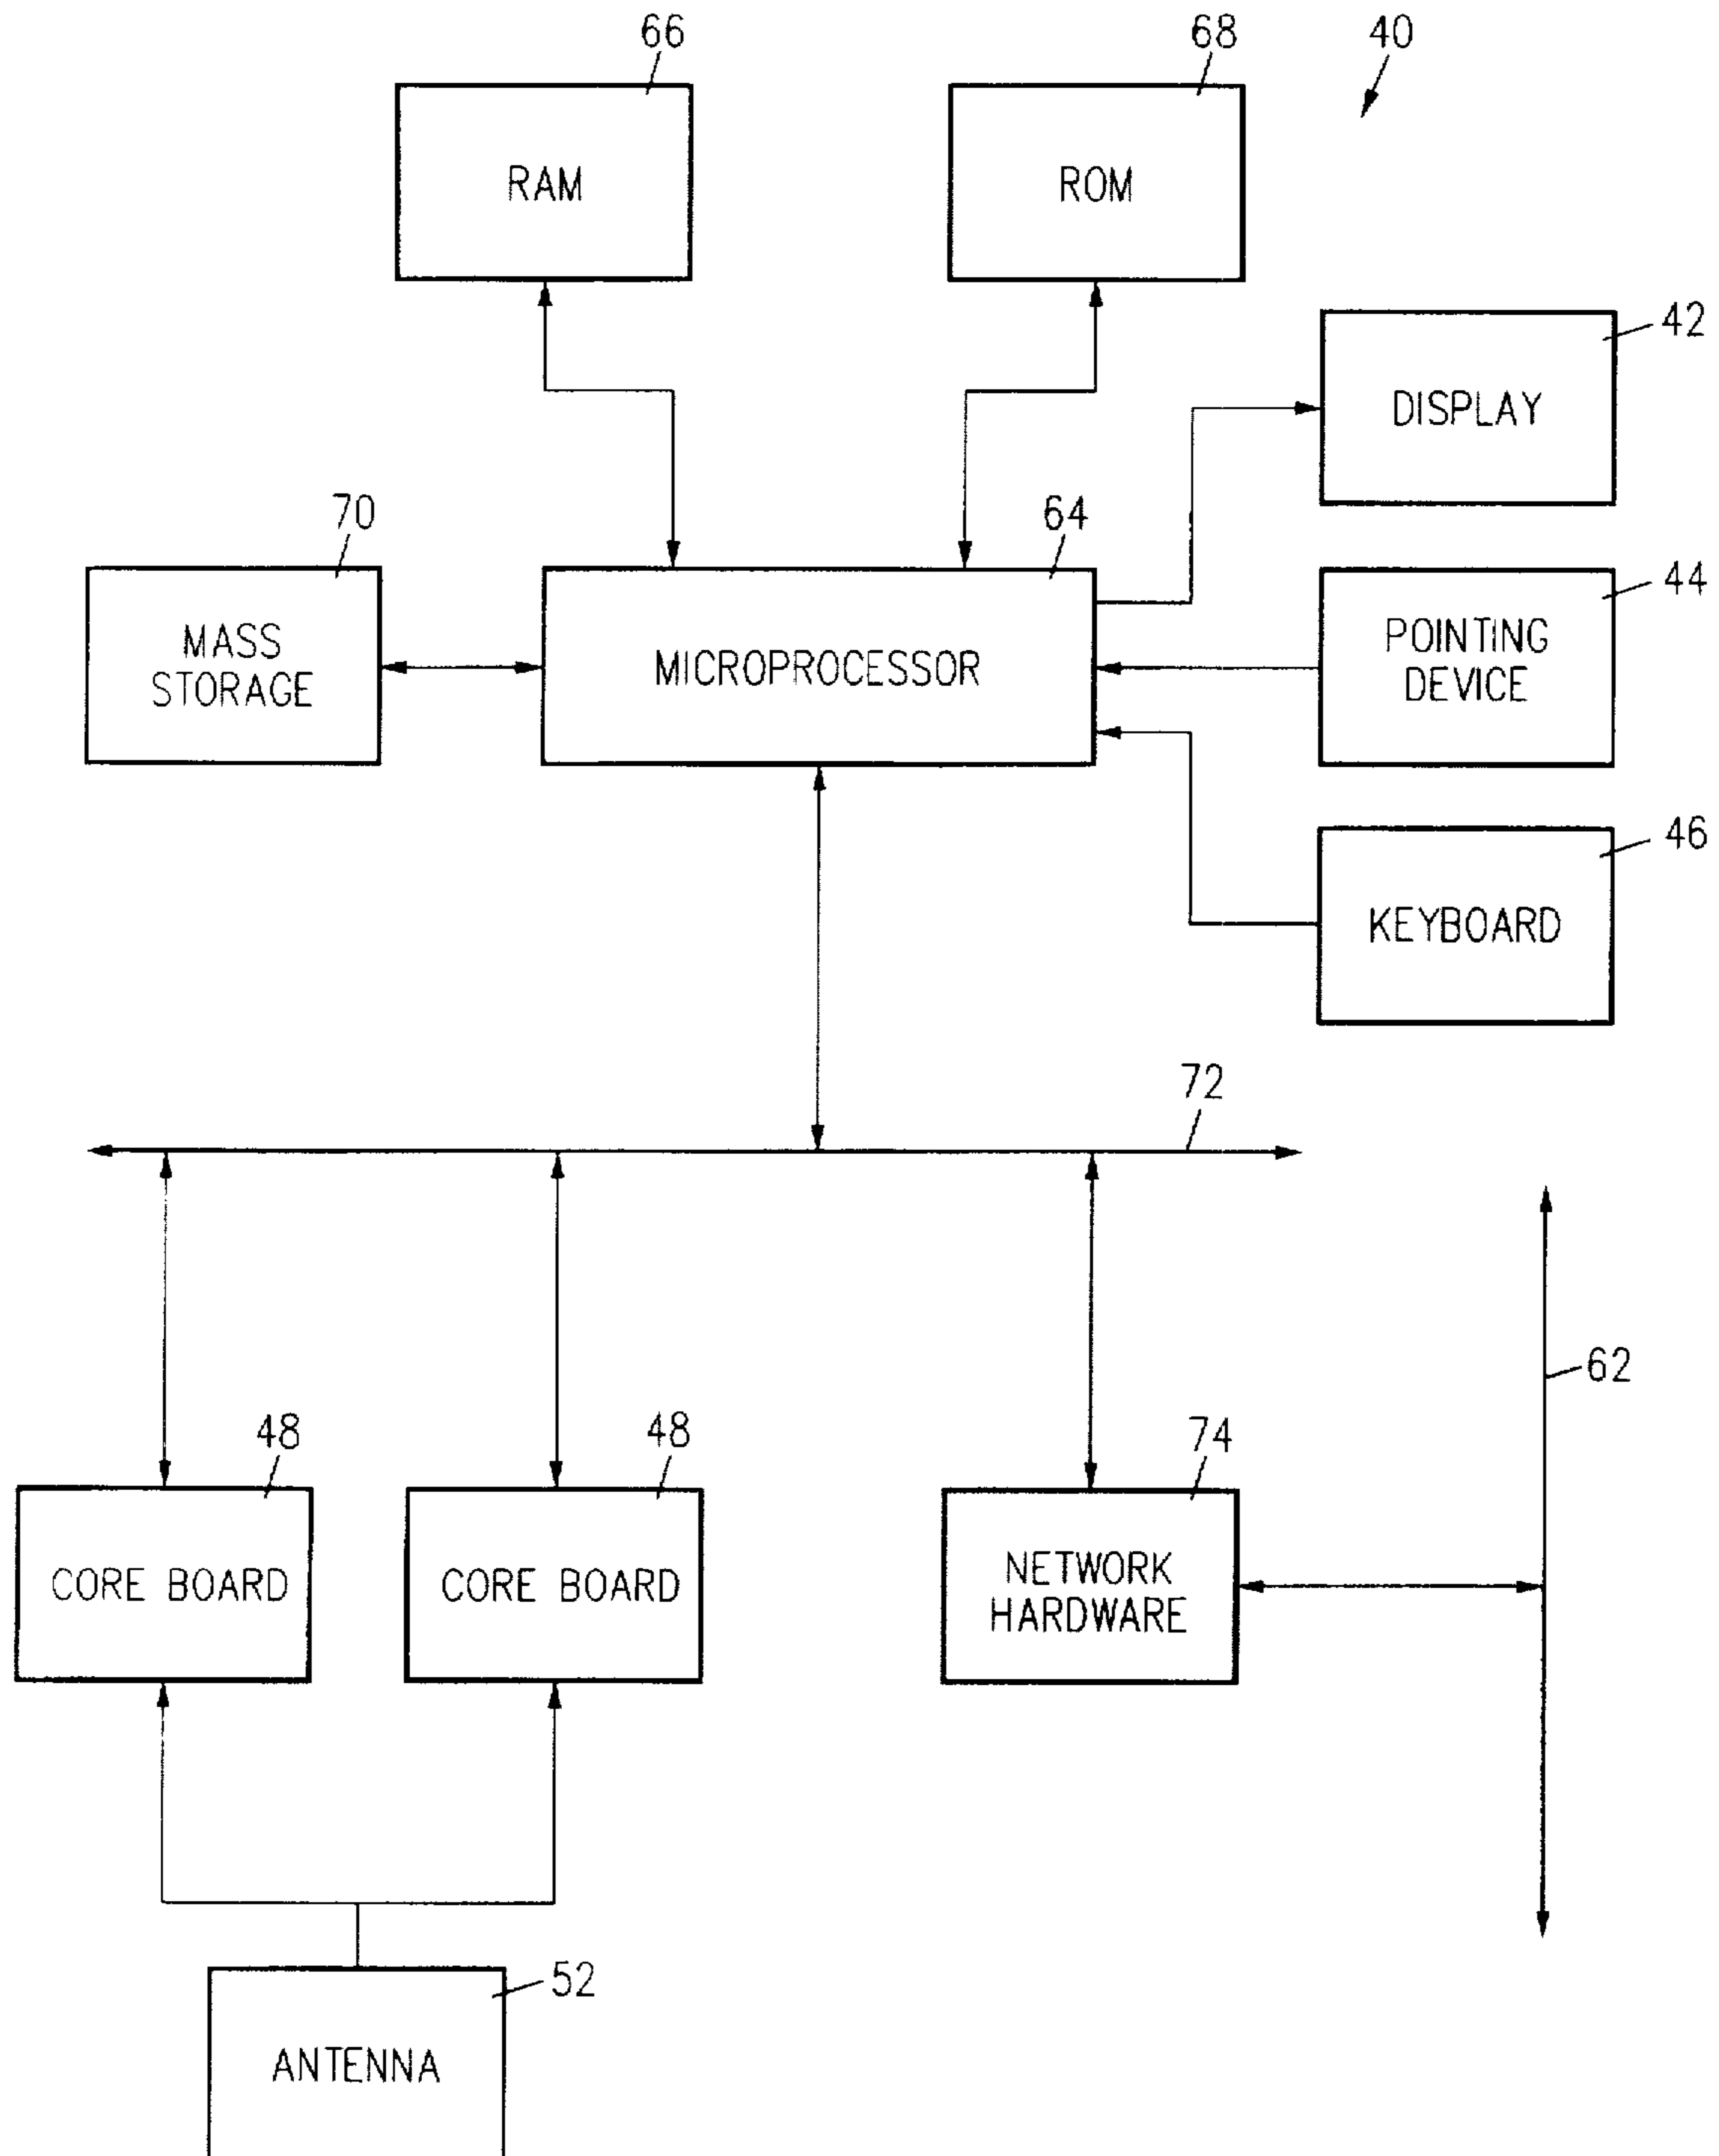 66
68
40
RAM
ROM
42
DISPLAY
70
64
44
MASS
STORAGE
MICROPROCESSOR
POINTING
DEVICE
46
KEYBOARD
72
62
48
48
74
CORE BOARD
CORE BOARD
NETWORK
HARDWARE
52
ANTENNA